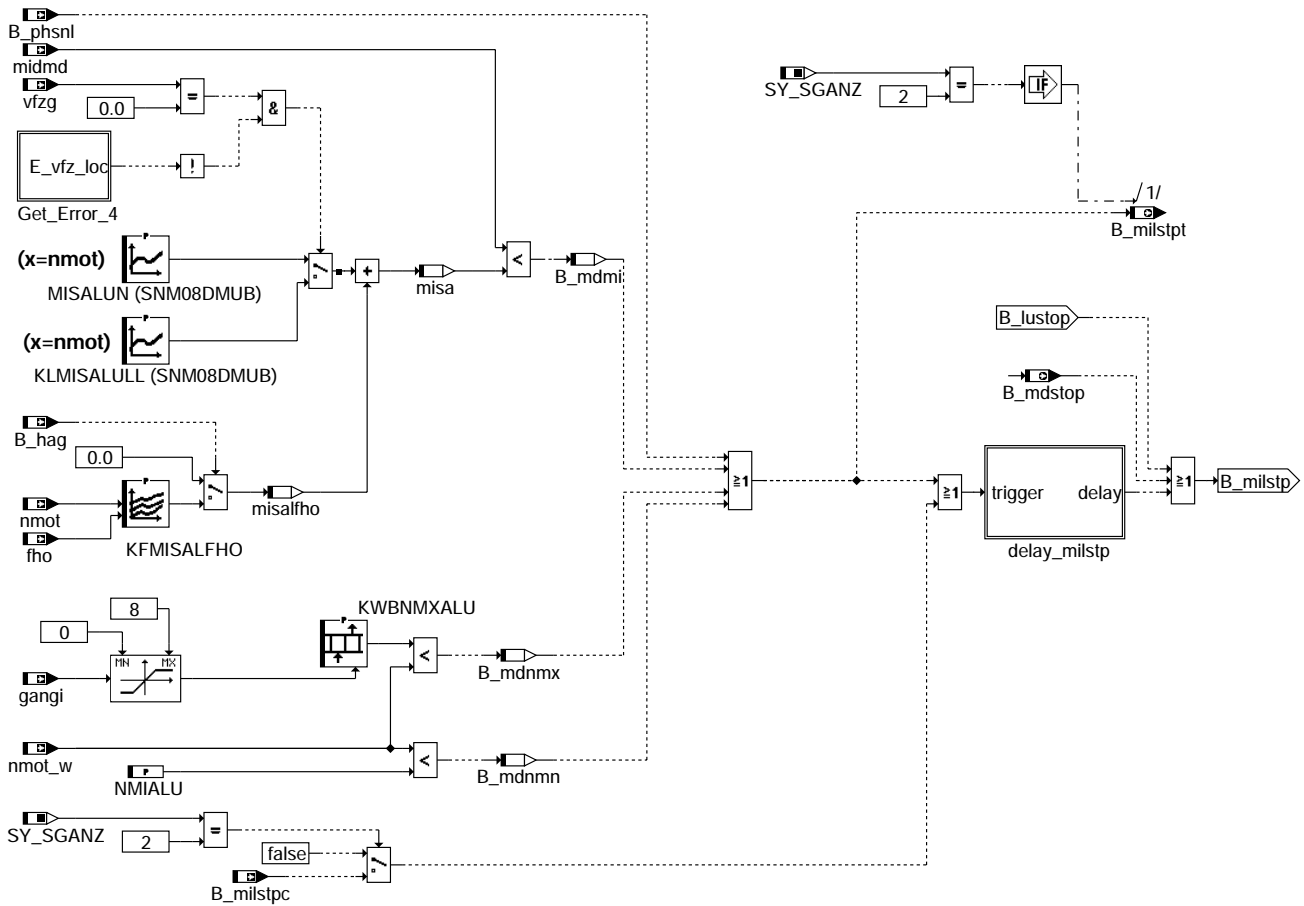 B_phsnl
midmd
vfzg
0.0
=
&
E_vfz_loc
!
Get_Error_4
SY_SGANZ
2
=
IF
/ 1/
B_milstpt
(x=nmot)
P
MISALUN (SNM08DMUB)
+
misa
<
B_mdmi
(x=nmot)
P
KLMISALULL (SNM08DMUB)
B_lustop
B_mdstop
B_hag
0.0
P
nmot
fho
misalfho
KFMISALFHO
≥1
≥1
trigger delay
delay_milstp
≥1
B_milstp
8
0
MN MX
gangi
KWBNMXALU
P
<
B_mdnmx
nmot_w
P
NMIALU
<
B_mdnmn
SY_SGANZ
2
=
false
B_milstpc